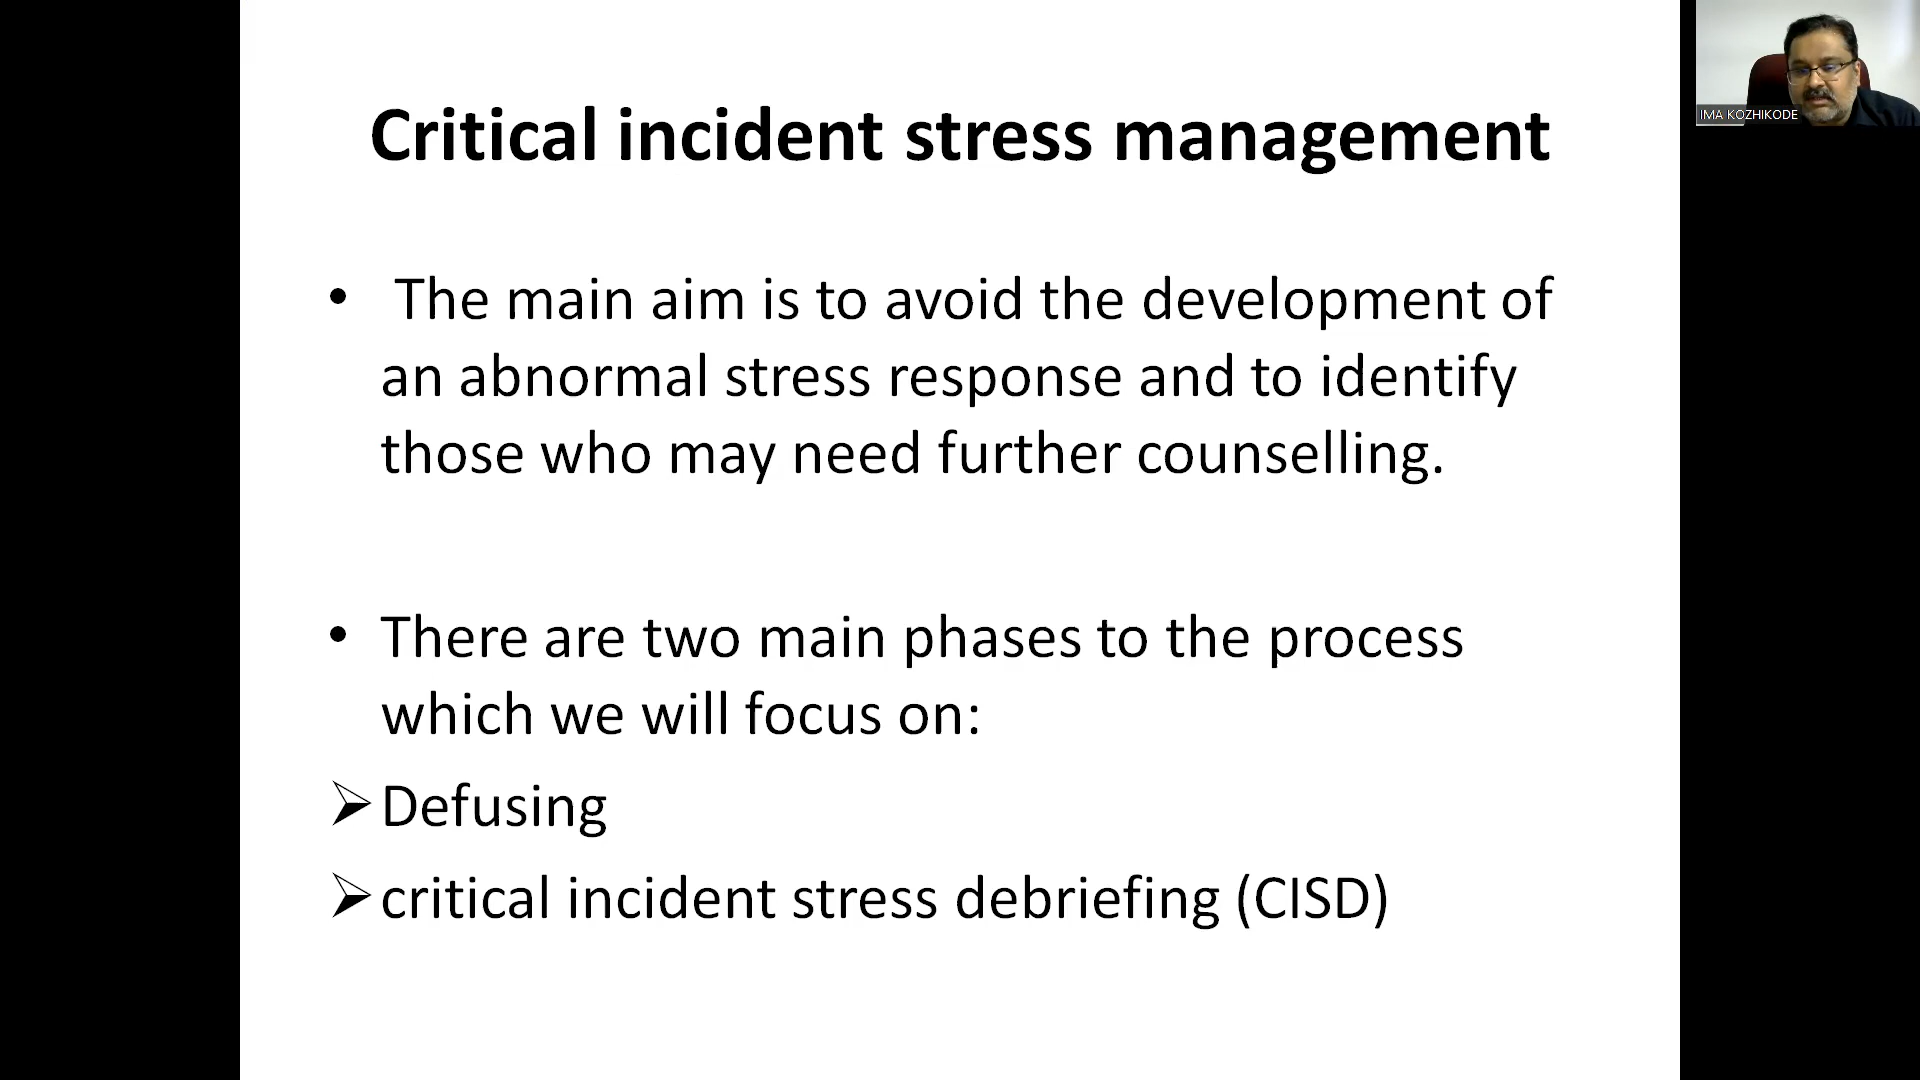 Critical incident stress management
IMA KOZHIKODE
• The main aim is to avoid the development of
an abnormal stress response and to identify
those who may need further counselling.
• There are two main phases to the process
which we will focus on:
➢Defusing
➢critical incident stress debriefing (CISD)